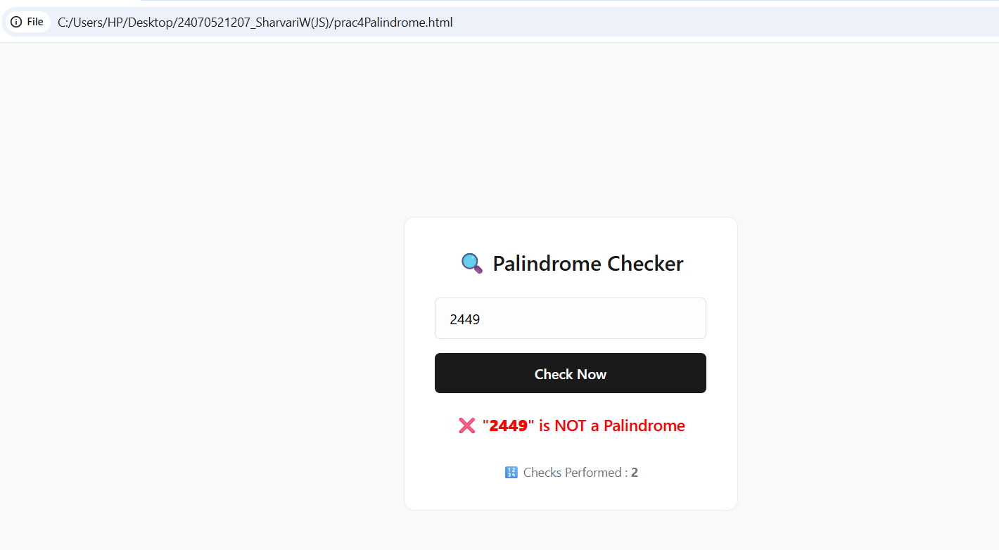 File C:/Users/HP/Desktop/24070521207_SharvariW(JS)/prac4Palindrome.html
🔍 Palindrome Checker
2449
Check Now
❌ "2449" is NOT a Palindrome
🔢 Checks Performed : 2